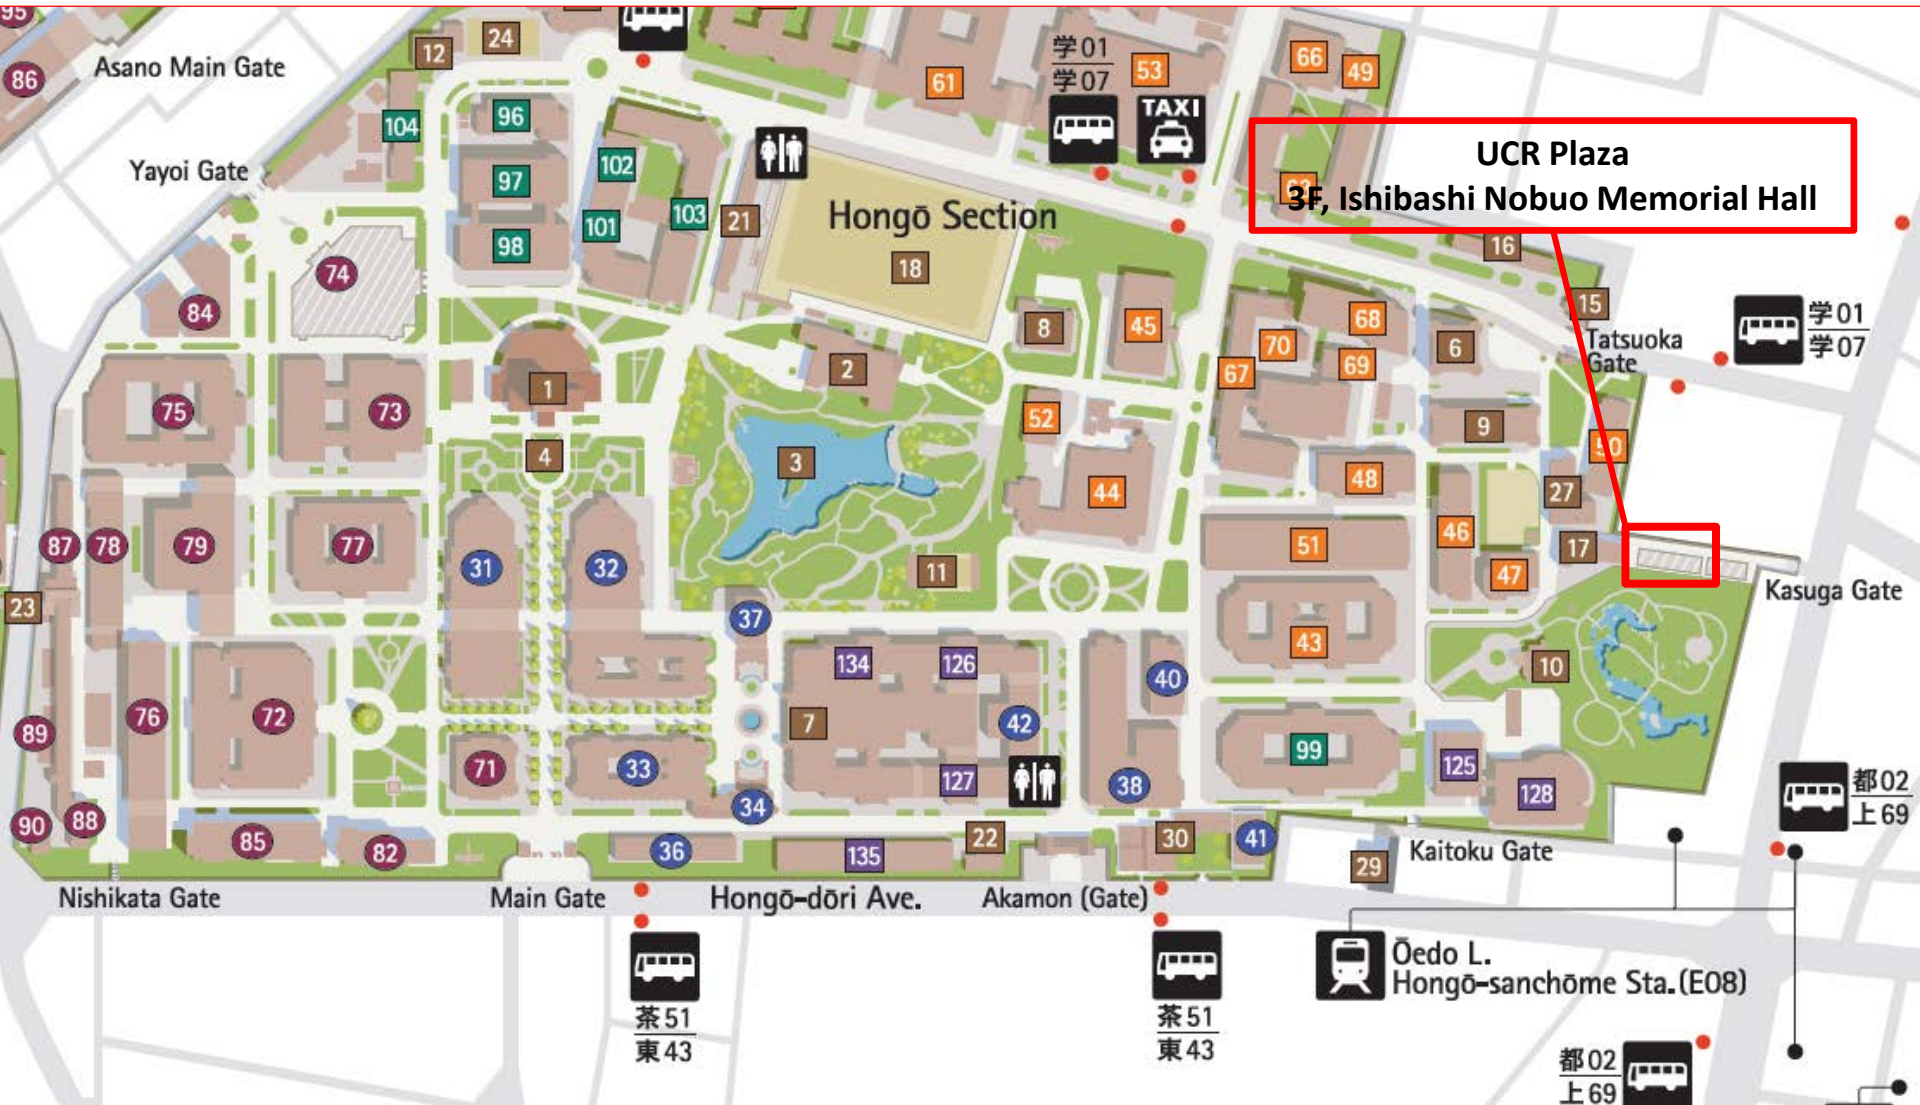 95
86
Asano Main Gate
12
24
学01
学07
53
TAXI
61
66
49
104
96
Yayoi Gate
97
102
101
103
98
21
Hongō Section
18
UCR Plaza
3F, Ishibashi Nobuo Memorial Hall
16
15
Tatsuoka
Gate
学01
学07
74
84
8
45
68
70
69
67
6
1
2
75
73
52
9
50
4
3
44
48
27
87
78
79
77
31
32
11
51
46
17
47
Kasuga Gate
23
37
134
126
40
43
10
89
76
72
7
42
99
71
33
127
38
125
128
34
90
88
85
82
36
135
22
30
41
29
Kaitoku Gate
都02
上69
Nishikata Gate
Main Gate
Hongō-dōri Ave.
Akamon (Gate)
茶51
東43
茶51
東43
Ōedo L.
Hongō-sanchōme Sta.(E08)
都02
上69